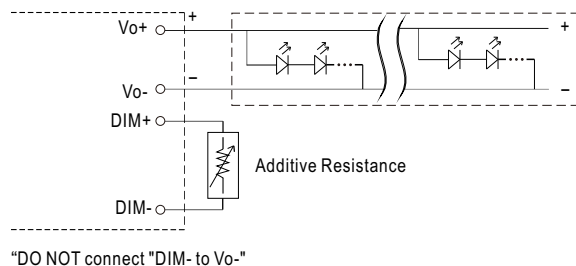 Vo+
+
+
Vo-
−
−
DIM+
Additive Resistance
DIM-
“DO NOT connect "DIM- to Vo-"